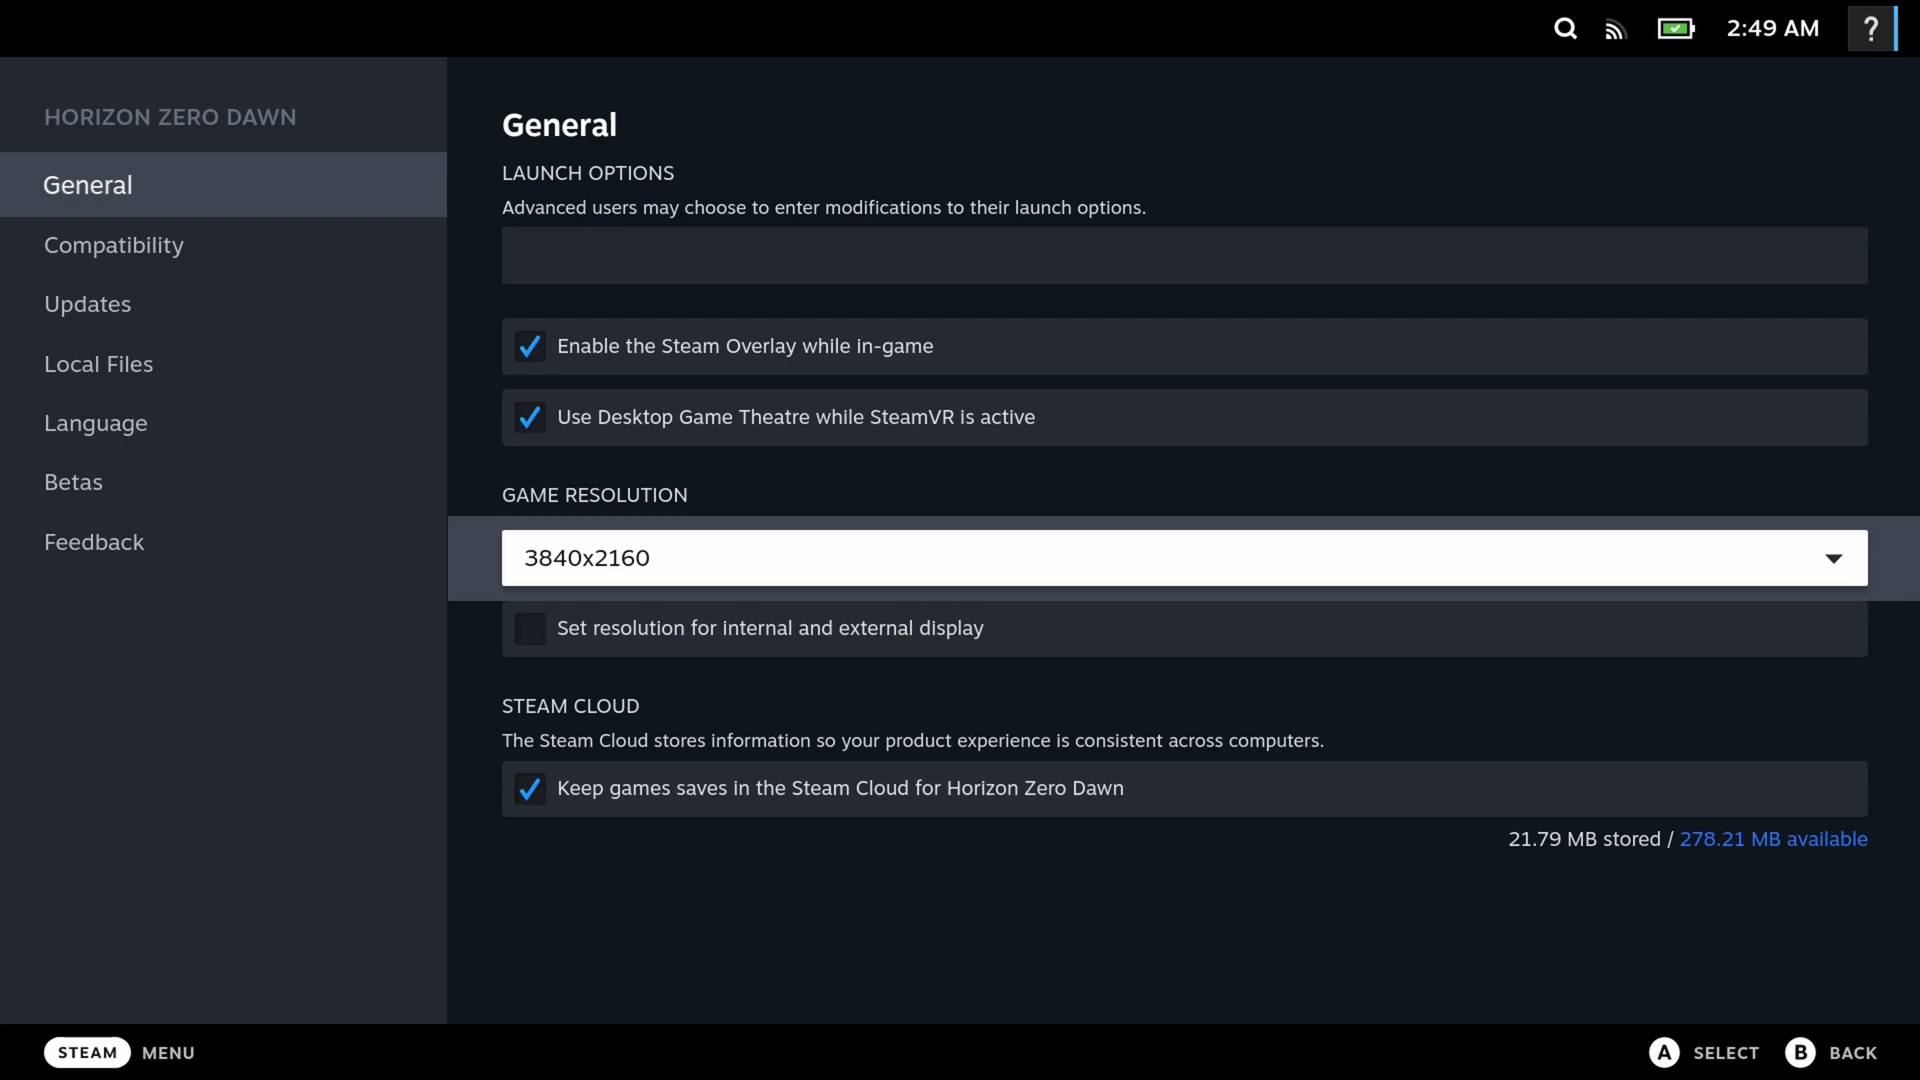 2:49 AM
?
HORIZON ZERO DAWN
General
Compatibility
Updates
Local Files
Language
Betas
Feedback
General
LAUNCH OPTIONS
Advanced users may choose to enter modifications to their launch options.
Enable the Steam Overlay while in-game
Use Desktop Game Theatre while SteamVR is active
GAME RESOLUTION
3840x2160
Set resolution for internal and external display
STEAM CLOUD
The Steam Cloud stores information so your product experience is consistent across computers.
Keep games saves in the Steam Cloud for Horizon Zero Dawn
21.79 MB stored / 278.21 MB available
STEAM MENU
A SELECT B BACK